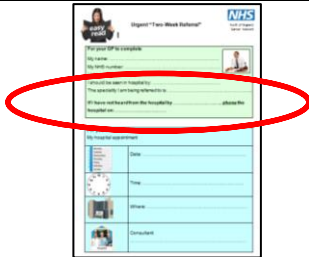 easy
read
Urgent "Two-Week Referral"
NHS
For your GP to complete
My name
My NHS number
I should be seen in hospital by
The specialty I am being referred to is
If I have not heard from the hospital by please the
hospital on
My hospital appointment
Date
Time
Where
Consultant